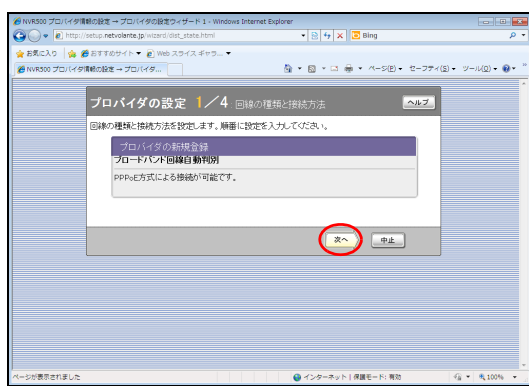 NVR500 プロバイダ情報の設定 → プロバイダの設定ウィザード 1 - Windows Internet Explorer
http://setup.netvolante.jp/wizard/dist_state.html
Bing
お気に入り おすすめサイト Web スライス ギャラ...
NVR500 プロバイダ情報の設定 → プロバイダ...
ページ(P) セーフティ(S) ツール(O)
プロバイダの設定 1/4 回線の種類と接続方法 ヘルプ
回線の種類と接続方法を設定します。順番に設定を入力してください。
プロバイダの新規登録
ブロードバンド回線自動判別
PPPoE方式による接続が可能です。
次へ 中止
ページが表示されました
インターネット | 保護モード: 有効
100%